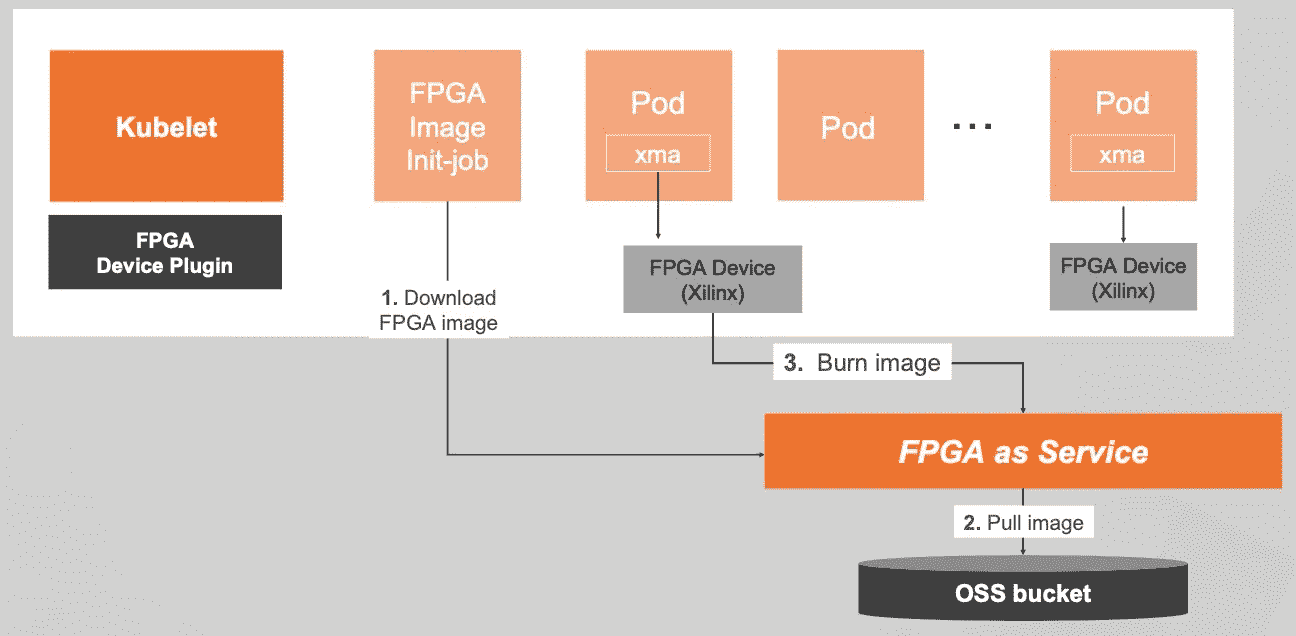 Kubelet
FPGA
Device Plugin
FPGA
Image
Init-job
Pod
xma
Pod
...
Pod
xma
FPGA Device
(Xilinx)
FPGA Device
(Xilinx)
1. Download
FPGA image
3. Burn image
FPGA as Service
2. Pull image
OSS bucket